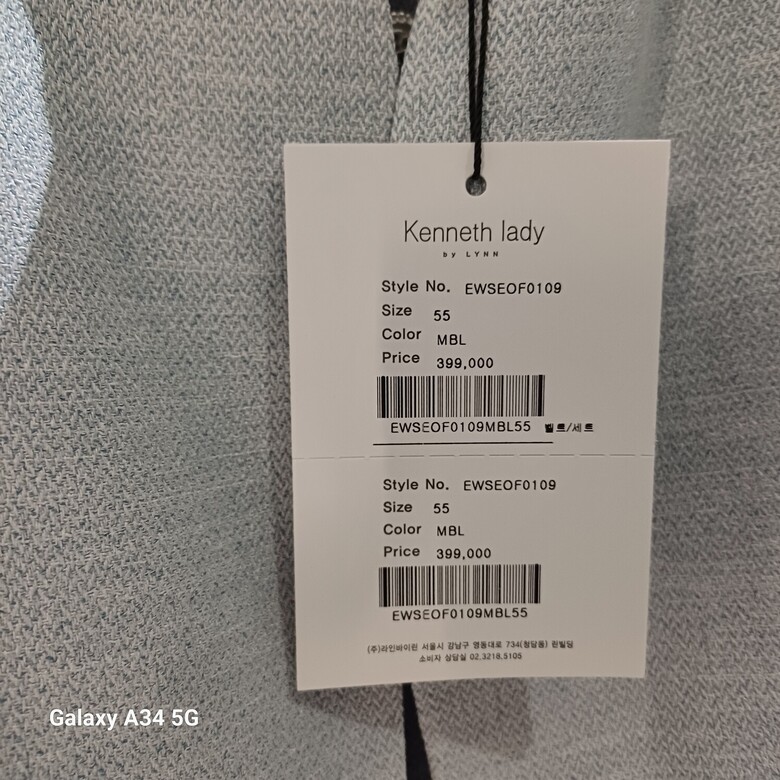 Kenneth lady
by LYNN
Style No. EWSEOF0109
Size 55
Color MBL
Price 399,000
EWSEOF0109MBL55 벨트/세트
Style No. EWSEOF0109
Size 55
Color MBL
Price 399,000
EWSEOF0109MBL55
(주)라인바이린 서울시 강남구 영동대로 734(청담동) 린빌딩
소비자 상담실 02.3218.5105
Galaxy A34 5G